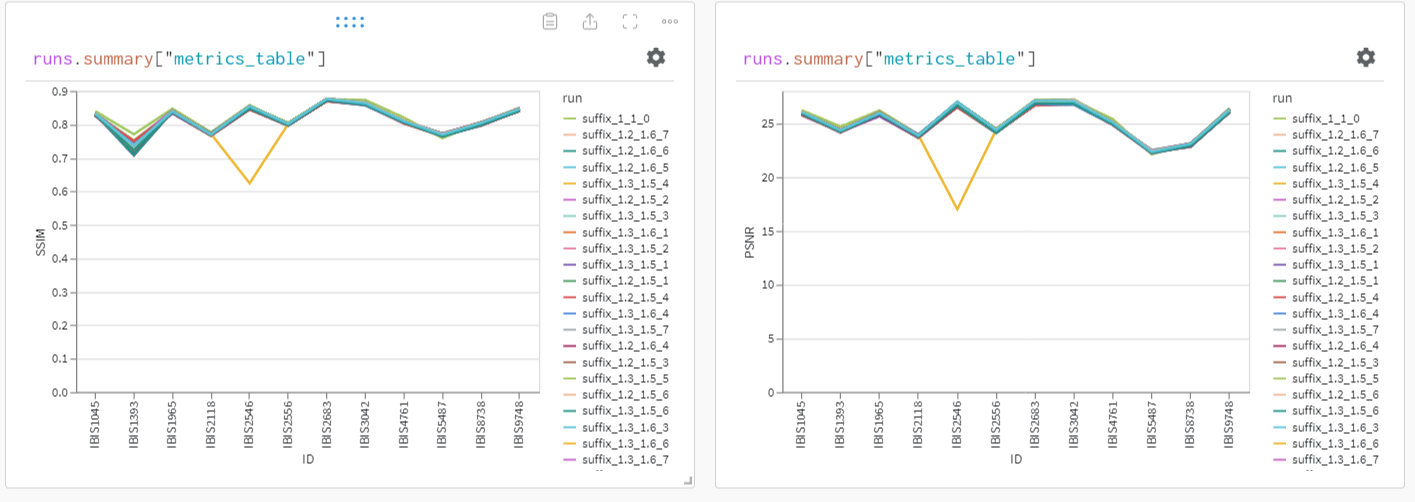 runs.summary["metrics_table"]
0.9
0.8
0.7
0.6
0.5
0.4
0.3
0.2
0.1
0.0
SSIM
IBIS1045
IBIS1393
IBIS1965
IBIS2118
IBIS2546
IBIS2556
IBIS2683
IBIS3042
IBIS4761
IBIS5487
IBIS8738
IBIS9748
ID
run
suffix_1_1_0
suffix_1.2_1.6_7
suffix_1.2_1.6_6
suffix_1.2_1.6_5
suffix_1.3_1.5_4
suffix_1.2_1.5_2
suffix_1.3_1.5_3
suffix_1.3_1.6_1
suffix_1.3_1.5_2
suffix_1.3_1.5_1
suffix_1.2_1.5_1
suffix_1.2_1.5_4
suffix_1.3_1.6_4
suffix_1.3_1.5_7
suffix_1.2_1.6_4
suffix_1.2_1.5_3
suffix_1.3_1.5_5
suffix_1.2_1.5_6
suffix_1.3_1.5_6
suffix_1.3_1.6_3
suffix_1.3_1.6_6
suffix_1.3_1.6_7
runs.summary["metrics_table"]
25
20
15
10
5
0
PSNR
IBIS1045
IBIS1393
IBIS1965
IBIS2118
IBIS2546
IBIS2556
IBIS2683
IBIS3042
IBIS4761
IBIS5487
IBIS8738
IBIS9748
ID
run
suffix_1_1_0
suffix_1.2_1.6_7
suffix_1.2_1.6_6
suffix_1.2_1.6_5
suffix_1.3_1.5_4
suffix_1.2_1.5_2
suffix_1.3_1.5_3
suffix_1.3_1.6_1
suffix_1.3_1.5_2
suffix_1.3_1.5_1
suffix_1.2_1.5_1
suffix_1.2_1.5_4
suffix_1.3_1.6_4
suffix_1.3_1.5_7
suffix_1.2_1.6_4
suffix_1.2_1.5_3
suffix_1.3_1.5_5
suffix_1.2_1.5_6
suffix_1.3_1.5_6
suffix_1.3_1.6_3
suffix_1.3_1.6_6
suffix_1.3_1.6_7